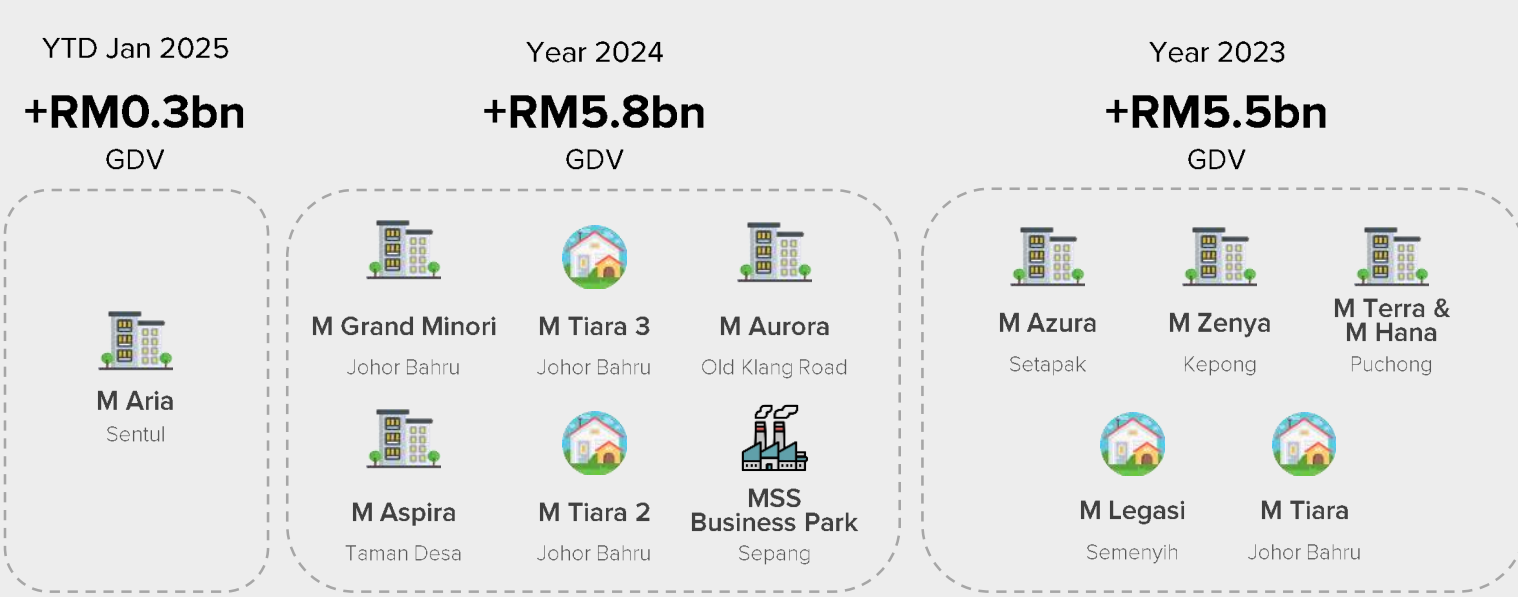 YTD Jan 2025
+RM0.3bn
GDV
M Aria
Sentul
Year 2024
+RM5.8bn
GDV
M Grand Minori
Johor Bahru
M Tiara 3
Johor Bahru
M Aurora
Old Klang Road
M Aspira
Taman Desa
M Tiara 2
Johor Bahru
MSS
Business Park
Sepang
Year 2023
+RM5.5bn
GDV
M Azura
Setapak
M Zenya
Kepong
M Terra &
M Hana
Puchong
M Legasi
Semenyih
M Tiara
Johor Bahru